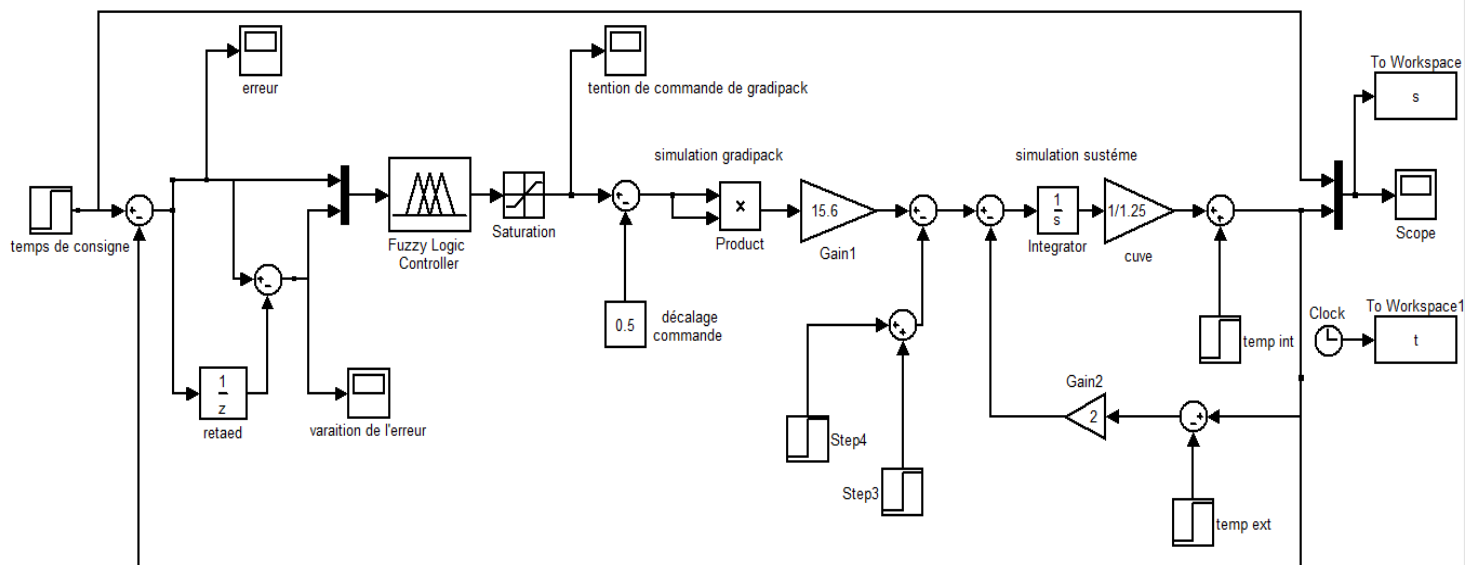 To Workspace
s
erreur
tention de commande de gradipack
simulation gradipack
simulation sustéme
temps de consigne
Fuzzy Logic
Controller
Saturation
×
Product
15.6
Gain1
1
s
Integrator
1/1.25
cuve
Scope
0.5
décalage
commande
temp int
Clock
To Workspace1
t
1
z
retaed
varaition de l'erreur
Gain2
2
Step4
Step3
temp ext